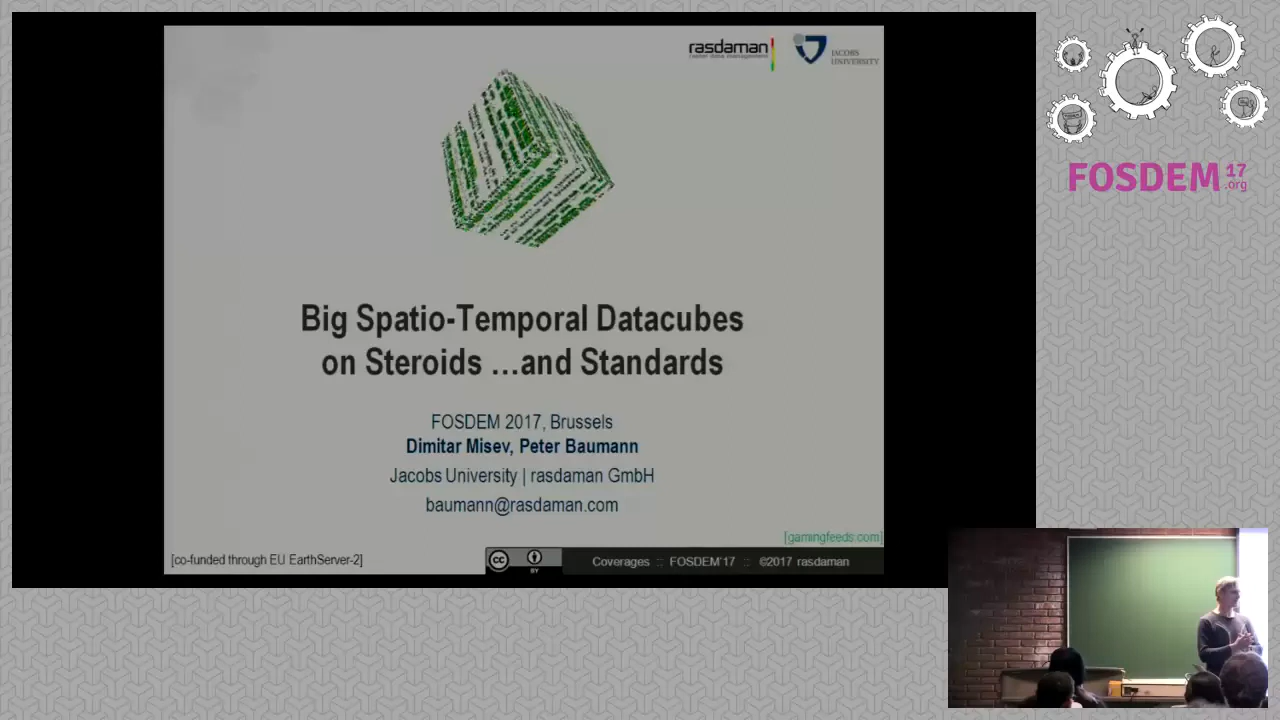 rasdaman
raster data management
JACOBS
UNIVERSITY
FOSDEM 17
.org
Big Spatio-Temporal Datacubes
on Steroids ...and Standards
FOSDEM 2017, Brussels
Dimitar Misev, Peter Baumann
Jacobs University | rasdaman GmbH
baumann@rasdaman.com
[gamingfeeds.com]
[co-funded through EU EarthServer-2]
cc
BY
Coverages :: FOSDEM'17 :: ©2017 rasdaman